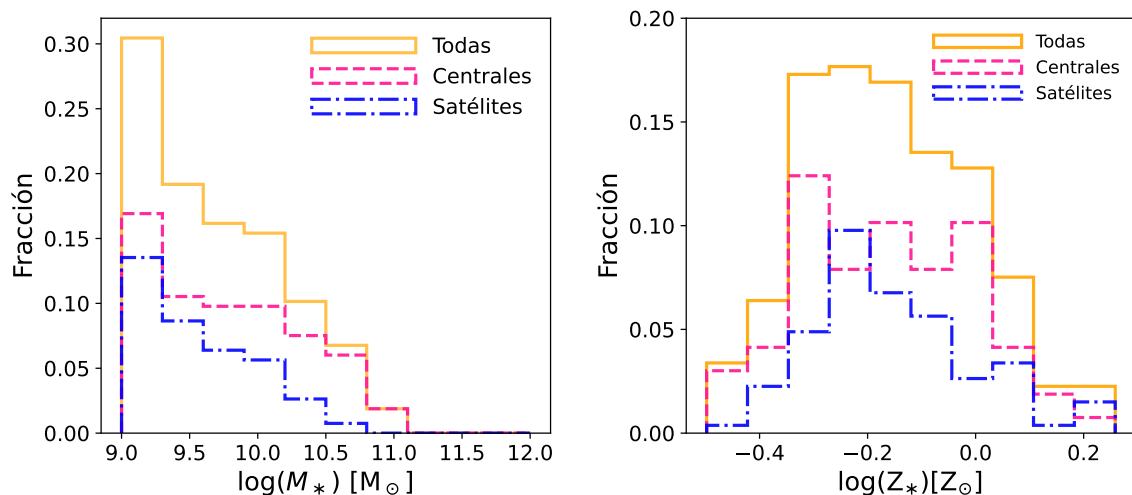 0.30
0.25
0.20
0.15
0.10
0.05
0.00
Fracción
Todas
Centrales
Satélites
9.0 9.5 10.0 10.5 11.0 11.5 12.0
log(M∗) [M⊙]
0.20
0.15
0.10
0.05
0.00
Fracción
Todas
Centrales
Satélites
−0.4 −0.2 0.0 0.2
log(Z∗)[Z⊙]